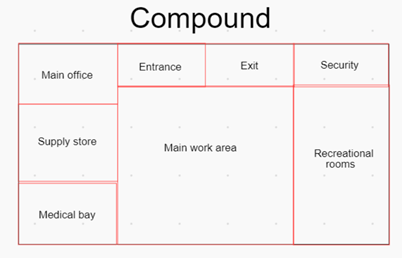 Compound
Main office
Entrance
Exit
Security
Supply store
Main work area
Recreational
rooms
Medical bay